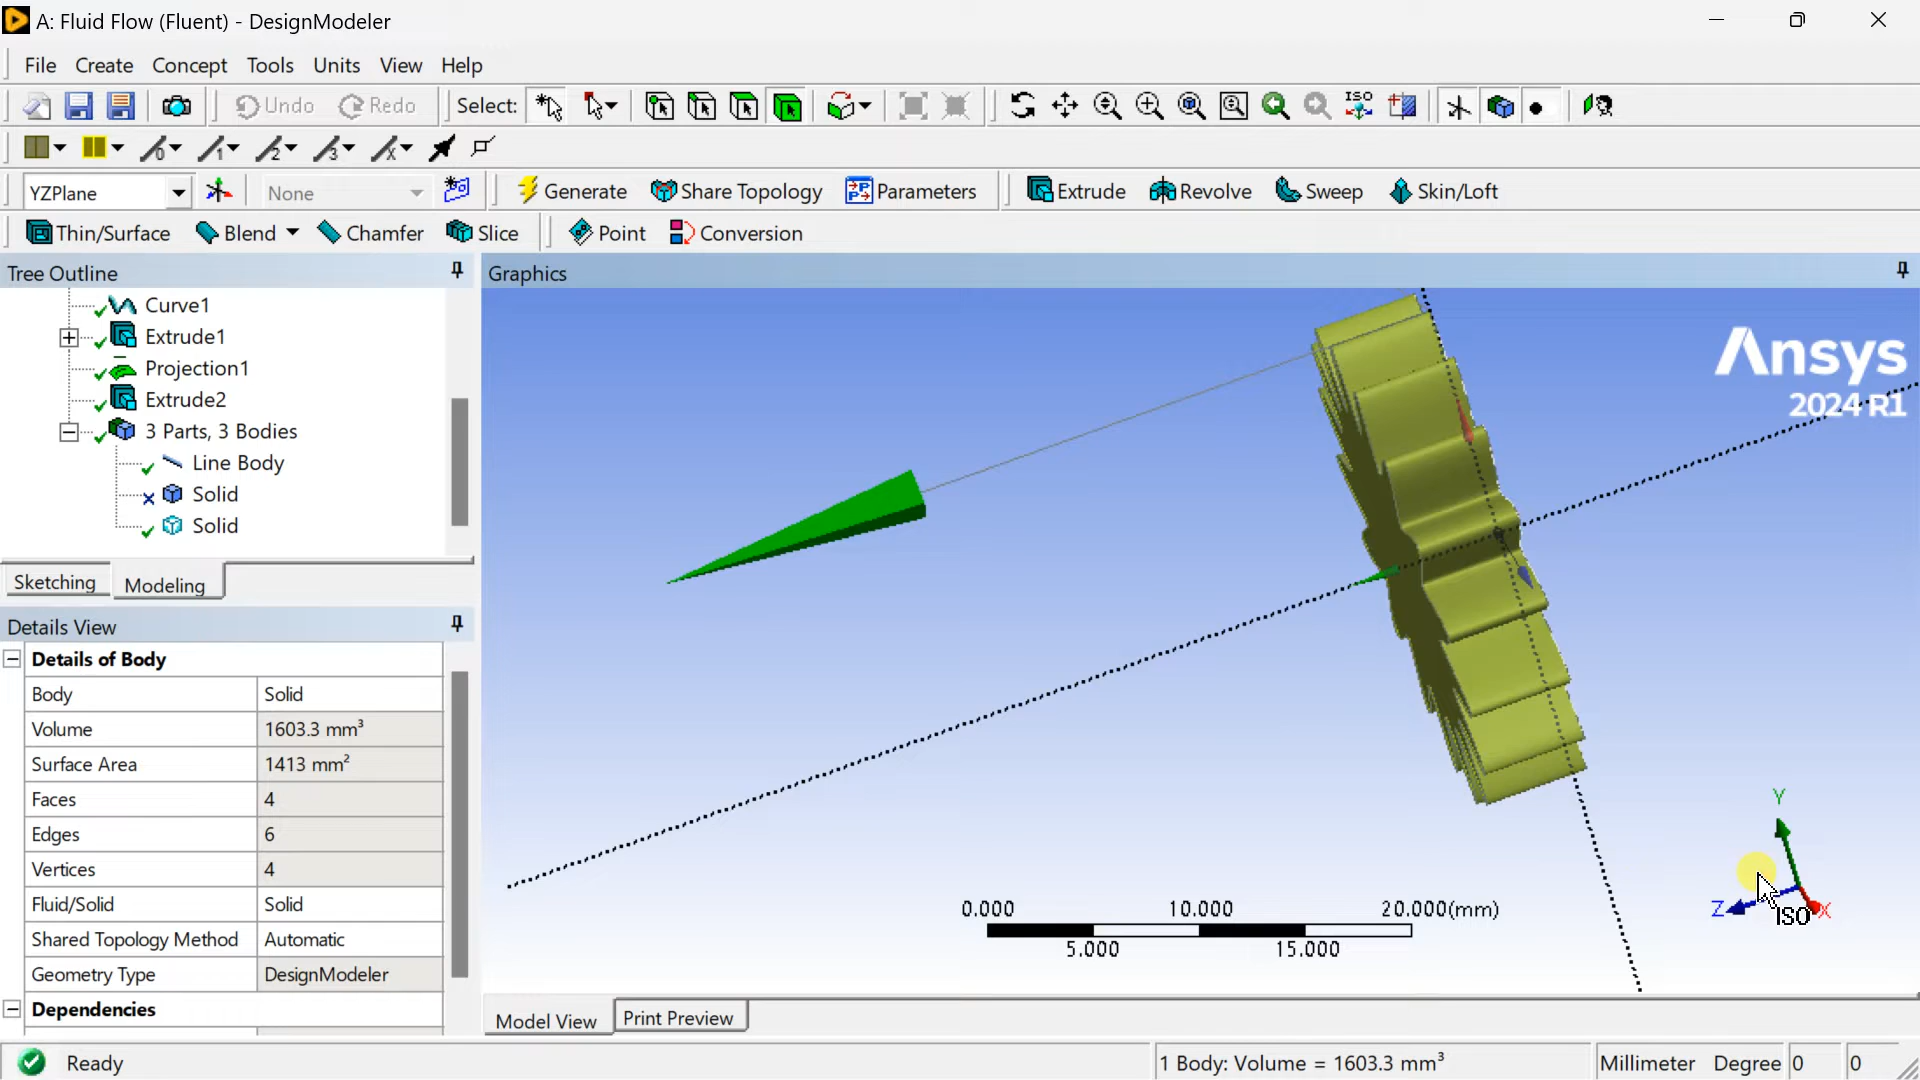 A: Fluid Flow (Fluent) - DesignModeler
File Create Concept Tools Units View Help
Undo Redo Select: ISO
0 1 2 3 x
YZPlane None Generate Share Topology Parameters Extrude Revolve Sweep Skin/Loft
Thin/Surface Blend Chamfer Slice Point Conversion
Tree Outline
Curve1
Extrude1
Projection1
Extrude2
3 Parts, 3 Bodies
Line Body
Solid
Solid
Sketching Modeling
Details View
Details of Body
Body Solid
Volume 1603.3 mm³
Surface Area 1413 mm²
Faces 4
Edges 6
Vertices 4
Fluid/Solid Solid
Shared Topology Method Automatic
Geometry Type DesignModeler
Dependencies
Graphics
Ansys
2024 R1
0.000 10.000 20.000(mm)
5.000 15.000
Y
Z ISO X
Model View Print Preview
Ready 1 Body: Volume = 1603.3 mm³ Millimeter Degree 0 0